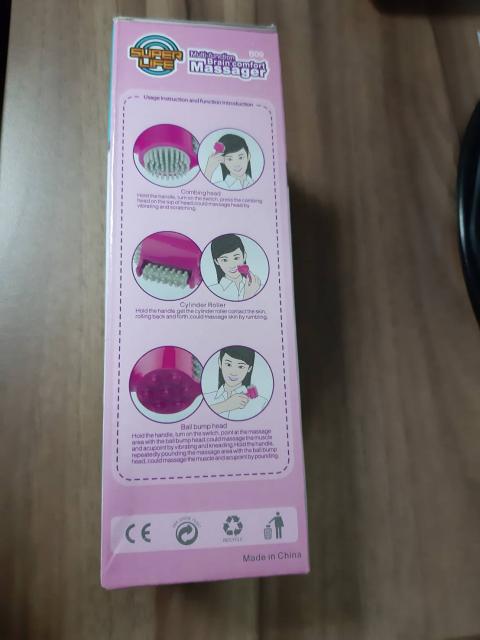 SUPER
LIFE
Multi-function
Brain comfort
Massager
Usage instruction and function introduction
Combing head
Hold the handle, turn on the switch, press the combing
head on the top of head,could massage head by
vibrating and scratching.
Cylinder Roller
Hold the handle, get the cylinder roller contact the skin,
rolling back and forth,could massage skin by rumbling.
Ball bump head
Hold the handle, turn on the switch, point at the massage
area with the ball bump head,could massage the muscle
and acupoint by vibrating and kneading. Hold the handle,
repeatedly pounding the massage area with the ball bump
head, could massage the muscle and acupoint by pounding.
CE
RECYCLE
Made in China